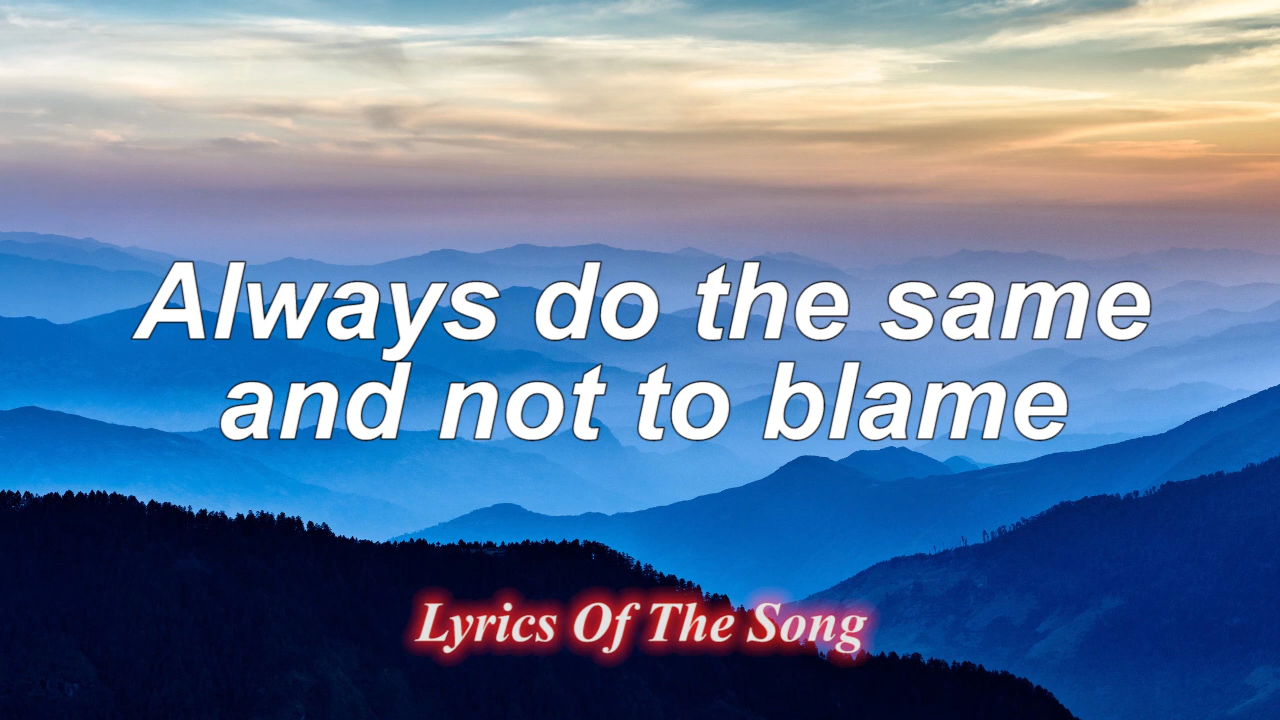 Always do the same
and not to blame
Lyrics Of The Song